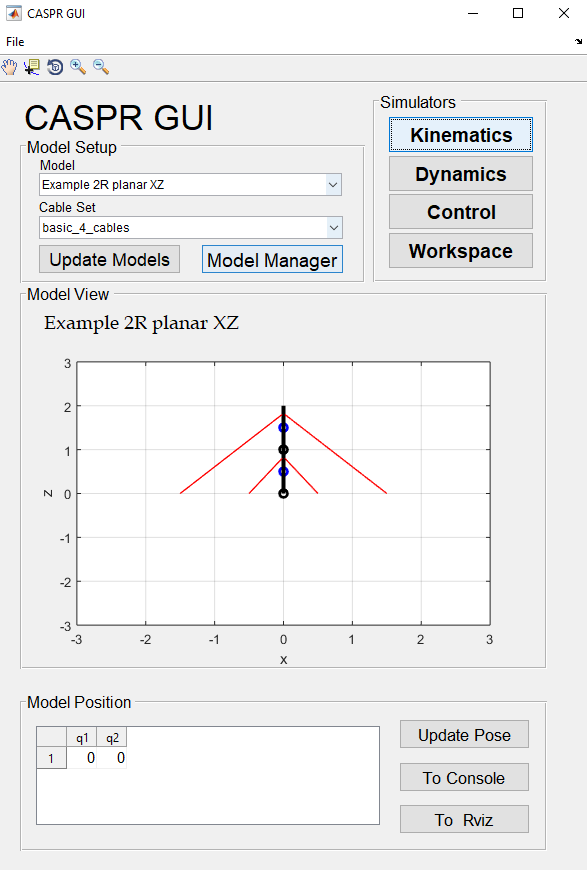 CASPR GUI
File
CASPR GUI
Simulators
Kinematics
Dynamics
Control
Workspace
Model Setup
Model
Example 2R planar XZ
Cable Set
basic_4_cables
Update Models
Model Manager
Model View
Example 2R planar XZ
3
2
1
0
-1
-2
-3
z
-3 -2 -1 0 1 2 3
x
Model Position
q1 q2
1 0 0
Update Pose
To Console
To Rviz